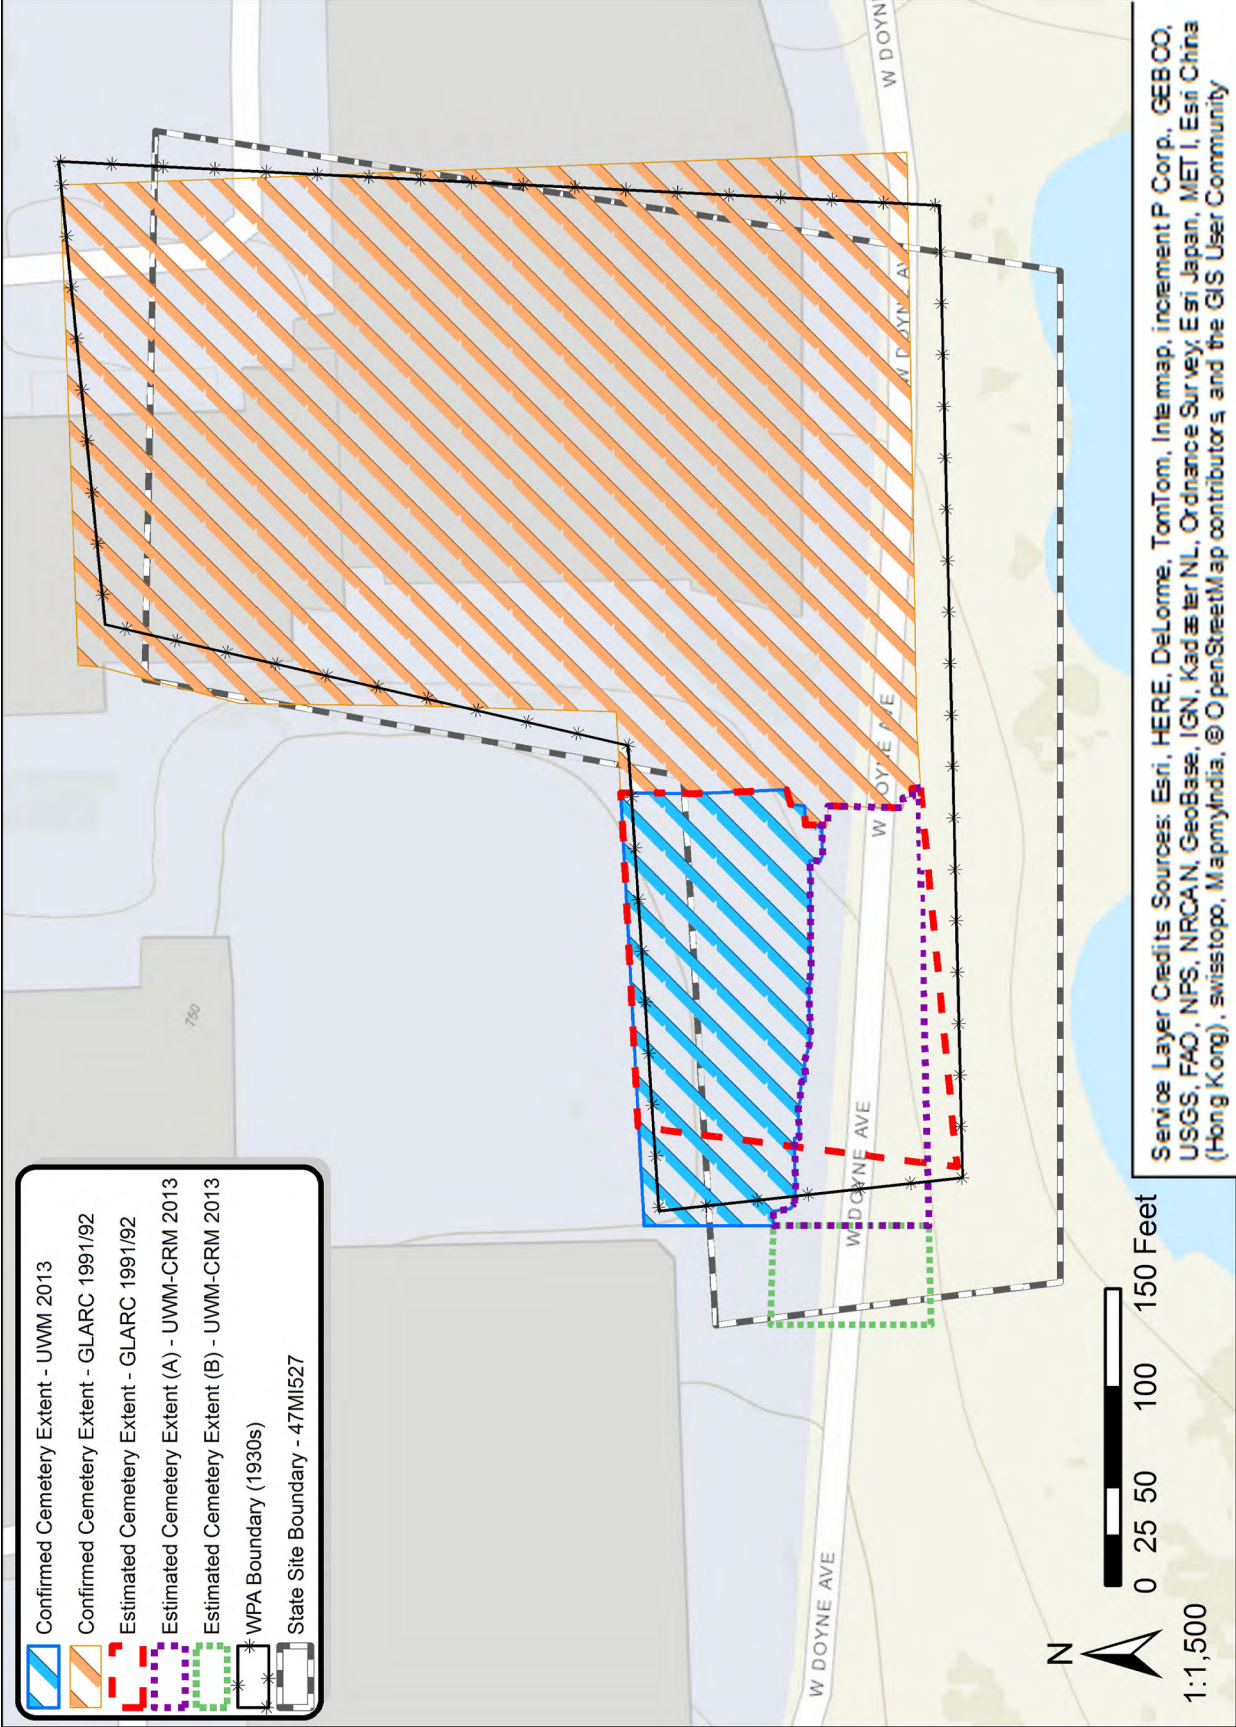 Confirmed Cemetery Extent - UWM 2013
Confirmed Cemetery Extent - GLARC 1991/92
Estimated Cemetery Extent - GLARC 1991/92
Estimated Cemetery Extent (A) - UWM-CRM 2013
Estimated Cemetery Extent (B) - UWM-CRM 2013
WPA Boundary (1930s)
State Site Boundary - 47MI527
750
W DOYNE AVE
W DOYNE AVE
W DOYNE AVE
W DOYNE AV
W DOYN
N
1:1,500
0 25 50 100 150 Feet
Service Layer Credits Sources: Esri, HERE, DeLorme, TomTom, Intermap, increment P Corp., GEBCO,
USGS, FAO, NPS, NRCAN, GeoBase, IGN, Kadaster NL, Ordnance Survey, Esri Japan, METI, Esri China
(Hong Kong), swisstopo, MapmyIndia, © OpenStreetMap contributors, and the GIS User Community